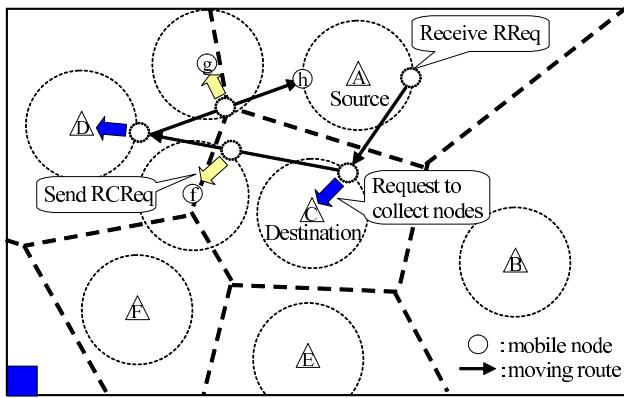 Receive RReq
g
h
A
Source
D
Send RCReq
f
Request to
collect nodes
C
Destination
B
F
E
: mobile node
: moving route